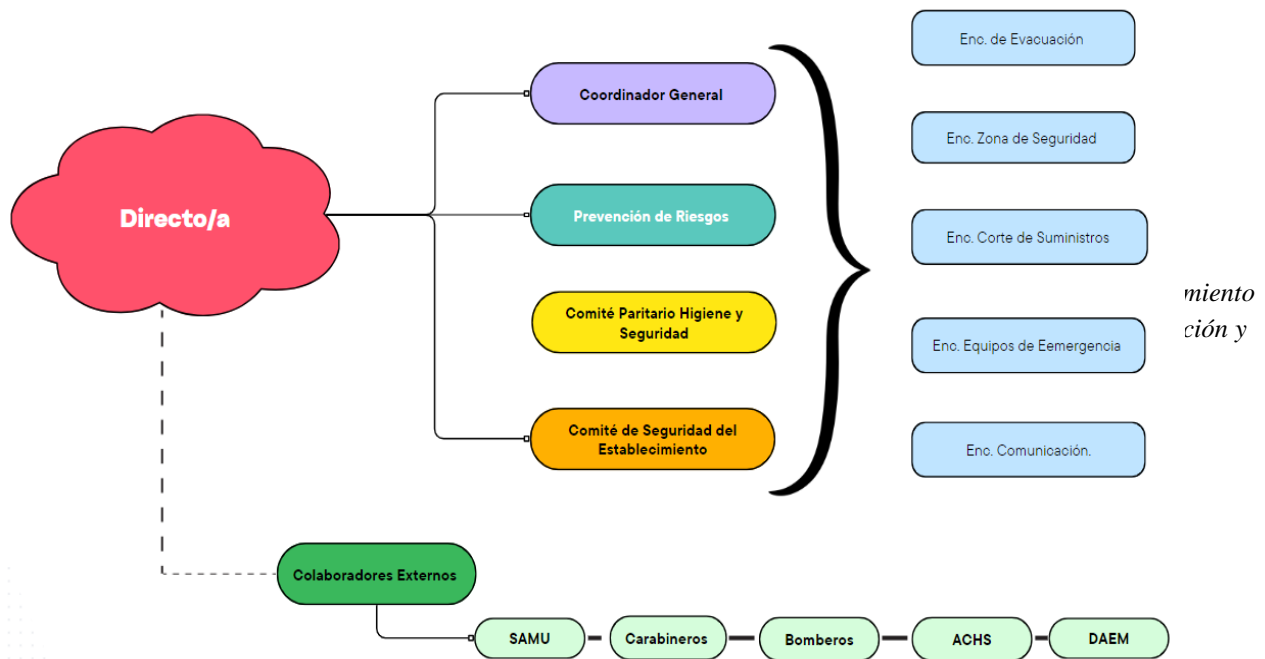 Directo/a
Coordinador General
Prevención de Riesgos
Comité Paritario Higiene y
Seguridad
Comité de Seguridad del
Establecimiento
Enc. de Evacuación
Enc. Zona de Seguridad
Enc. Corte de Suministros
Enc. Equipos de Eemergencia
Enc. Comunicación.
miento
ción y
Colaboradores Externos
SAMU
Carabineros
Bomberos
ACHS
DAEM